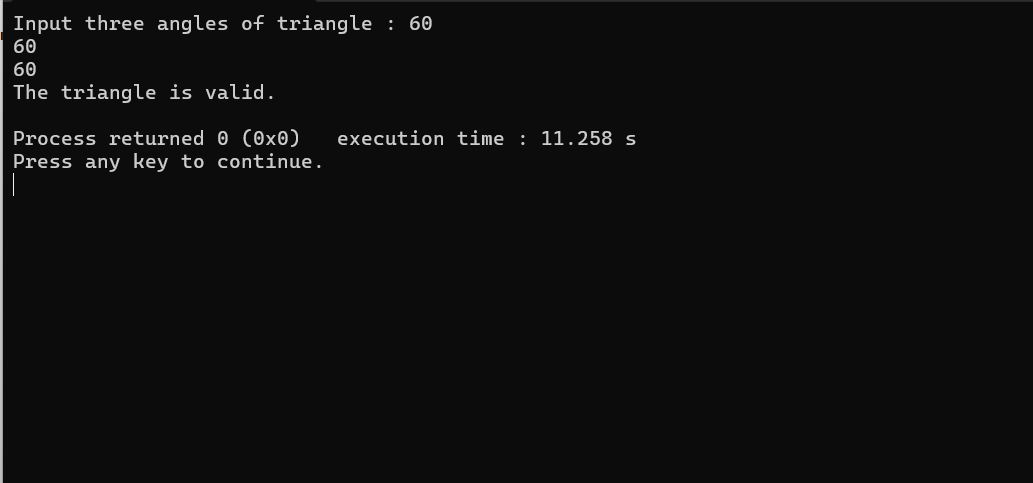 Input three angles of triangle : 60
60
60
The triangle is valid.
Process returned 0 (0x0)   execution time : 11.258 s
Press any key to continue.